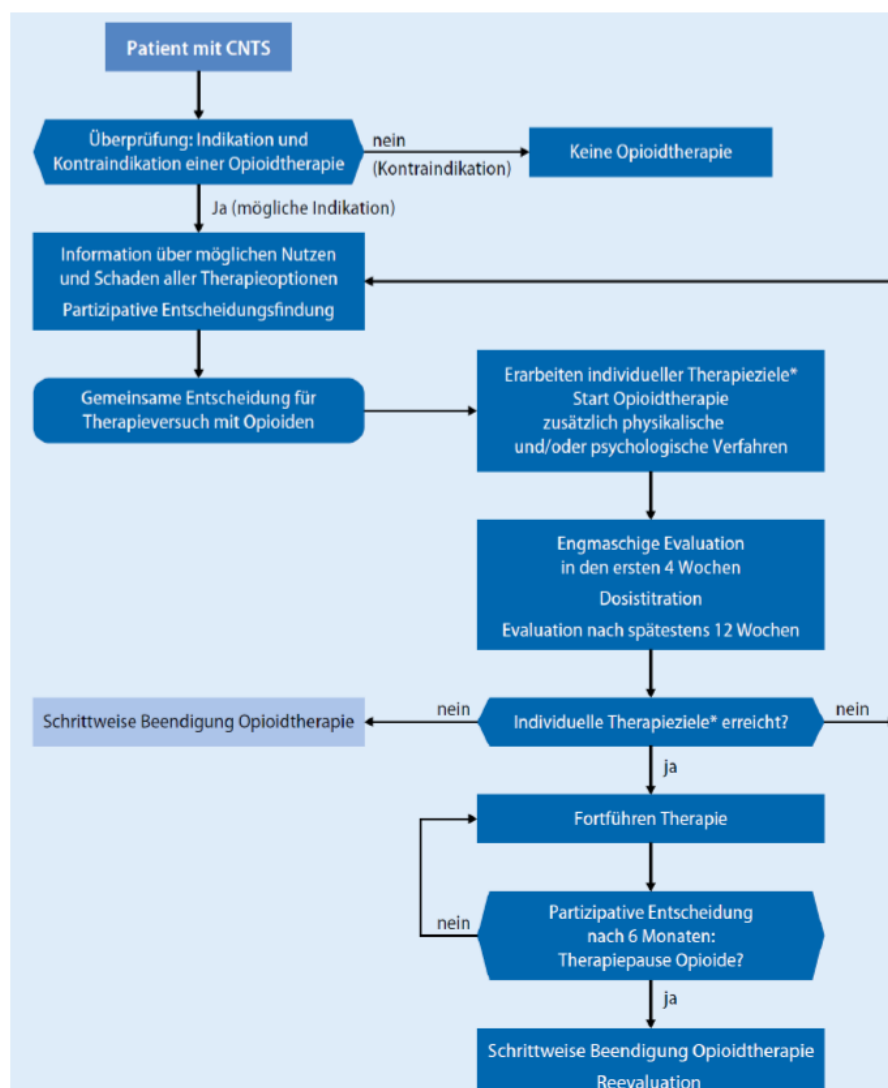 Patient mit CNTS
Überprüfung: Indikation und
Kontraindikation einer Opioidtherapie
nein
(Kontraindikation)
Keine Opioidtherapie
Ja (mögliche Indikation)
Information über möglichen Nutzen
und Schaden aller Therapieoptionen
Partizipative Entscheidungsfindung
Gemeinsame Entscheidung für
Therapieversuch mit Opioiden
Erarbeiten individueller Therapieziele*
Start Opioidtherapie
zusätzlich physikalische
und/oder psychologische Verfahren
Engmaschige Evaluation
in den ersten 4 Wochen
Dosistitration
Evaluation nach spätestens 12 Wochen
Schrittweise Beendigung Opioidtherapie
nein
Individuelle Therapieziele* erreicht?
nein
ja
Fortführen Therapie
nein
Partizipative Entscheidung
nach 6 Monaten:
Therapiepause Opioide?
ja
Schrittweise Beendigung Opioidtherapie
Reevaluation